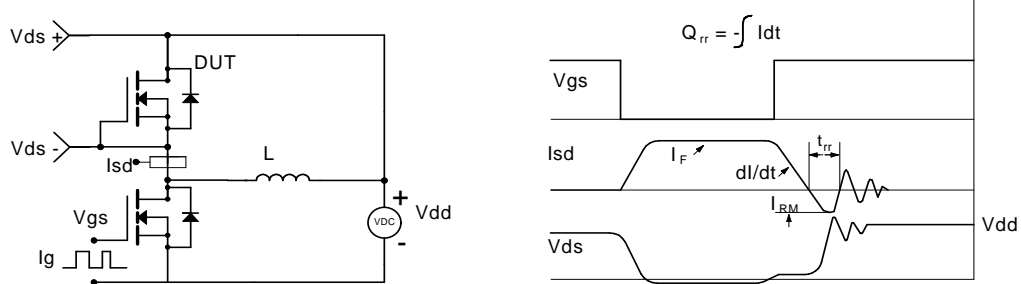 Vds +
DUT
Vds -
Isd
L
Vgs
Ig
VDC
+
-
Vdd
Q rr = - ∫ Idt
Vgs
Isd
I F
dI/dt
t rr
I RM
Vds
Vdd